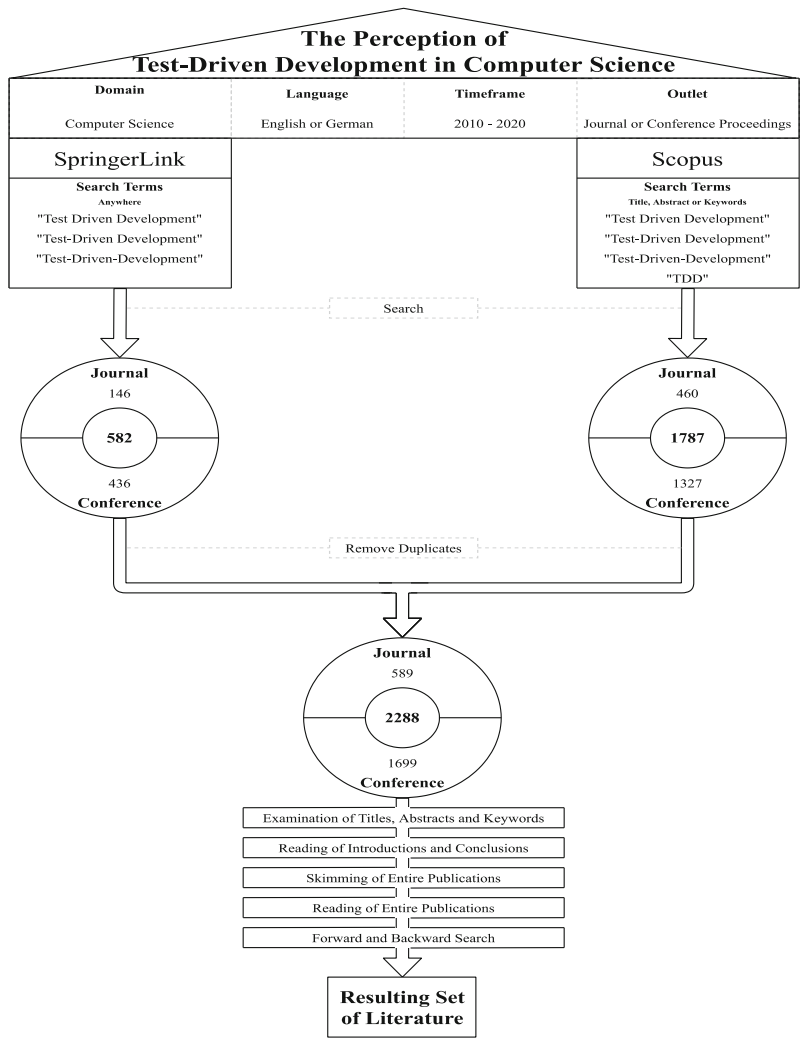 The Perception of
Test-Driven Development in Computer Science
Domain
Computer Science
Language
English or German
Timeframe
2010 - 2020
Outlet
Journal or Conference Proceedings
SpringerLink
Search Terms
Anywhere
"Test Driven Development"
"Test-Driven Development"
"Test-Driven-Development"
Scopus
Search Terms
Title, Abstract or Keywords
"Test Driven Development"
"Test-Driven Development"
"Test-Driven-Development"
"TDD"
Search
Journal
146
582
436
Conference
Journal
460
1787
1327
Conference
Remove Duplicates
Journal
589
2288
1699
Conference
Examination of Titles, Abstracts and Keywords
Reading of Introductions and Conclusions
Skimming of Entire Publications
Reading of Entire Publications
Forward and Backward Search
Resulting Set
of Literature